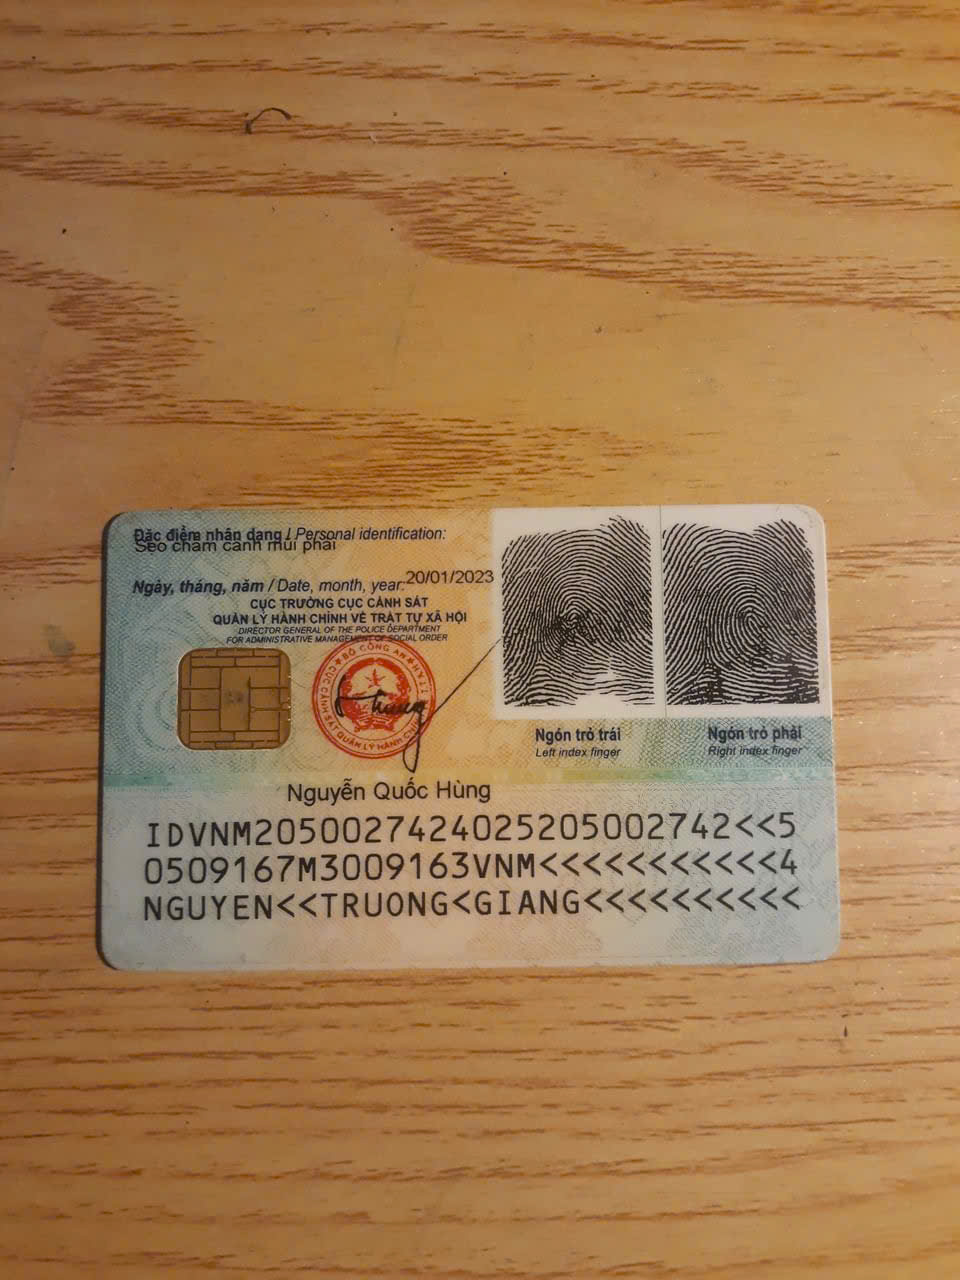 Đặc điểm nhân dạng / Personal identification:
Sẹo chấm cánh mũi phải
Ngày, tháng, năm / Date, month, year: 20/01/2023
CỤC TRƯỞNG CỤC CẢNH SÁT
QUẢN LÝ HÀNH CHÍNH VỀ TRẬT TỰ XÃ HỘI
DIRECTOR GENERAL OF THE POLICE DEPARTMENT
FOR ADMINISTRATIVE MANAGEMENT OF SOCIAL ORDER
BỘ CÔNG AN
CỤC CẢNH SÁT QUẢN LÝ HÀNH CHÍNH
Ngón trỏ trái
Left index finger
Ngón trỏ phải
Right index finger
Nguyễn Quốc Hùng
IDVNM2050027424025205002742<<5
0509167M3009163VNM<<<<<<<<<<<4
NGUYEN<<TRUONG<GIANG<<<<<<<<<<